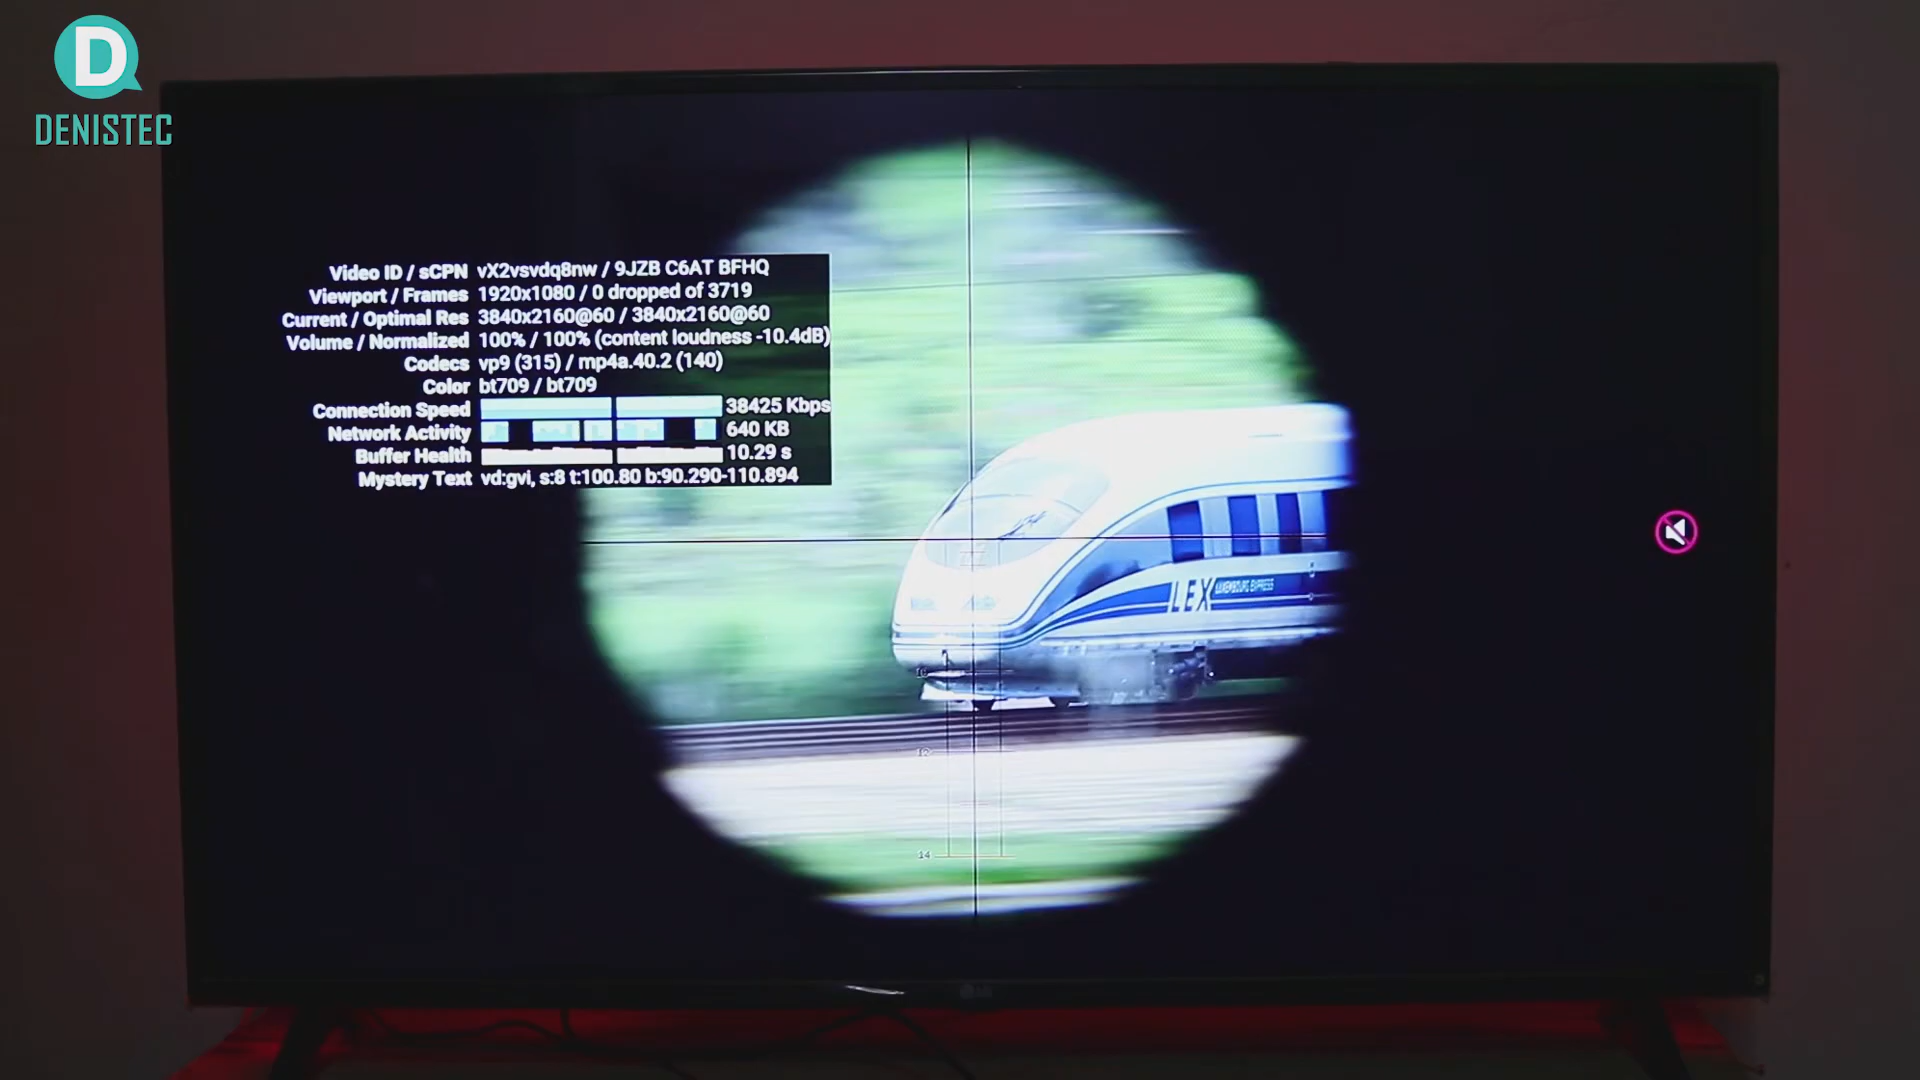 DENISTEC
Video ID / sCPN vX2vsvdq8nw / 9JZB C6AT BFHQ
Viewport / Frames 1920x1080 / 0 dropped of 3719
Current / Optimal Res 3840x2160@60 / 3840x2160@60
Volume / Normalized 100% / 100% (content loudness -10.4dB)
Codecs vp9 (315) / mp4a.40.2 (140)
Color bt709 / bt709
Connection Speed 38425 Kbps
Network Activity 640 KB
Buffer Health 10.29 s
Mystery Text vd:gvi, s:8 t:100.80 b:90.290-110.894
LEX
12
14
LG